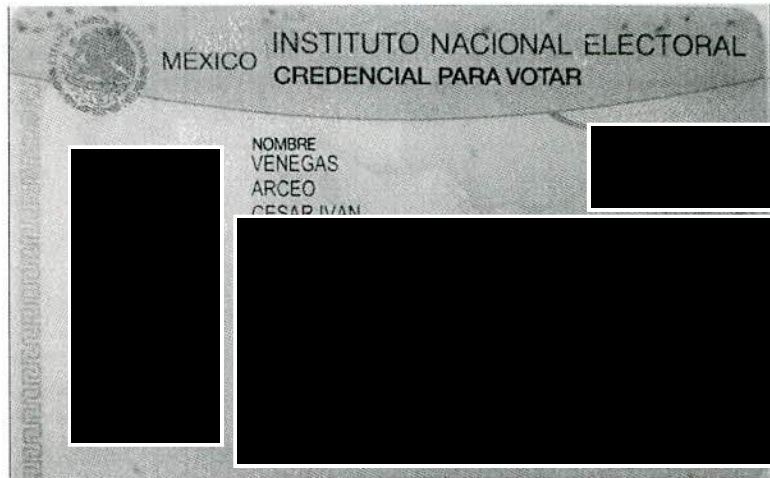 MÉXICO
INSTITUTO NACIONAL ELECTORAL
CREDENCIAL PARA VOTAR
NOMBRE
VENEGAS
ARCEO
CESAR IVAN